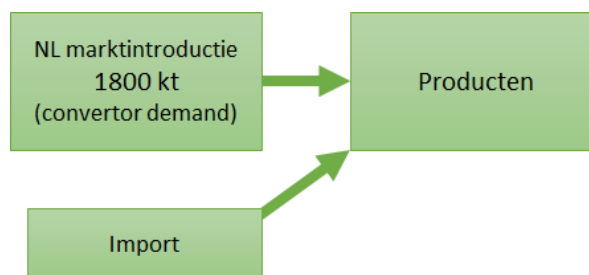 NL marktintroductie
1800 kt
(convertor demand)
Producten
Import